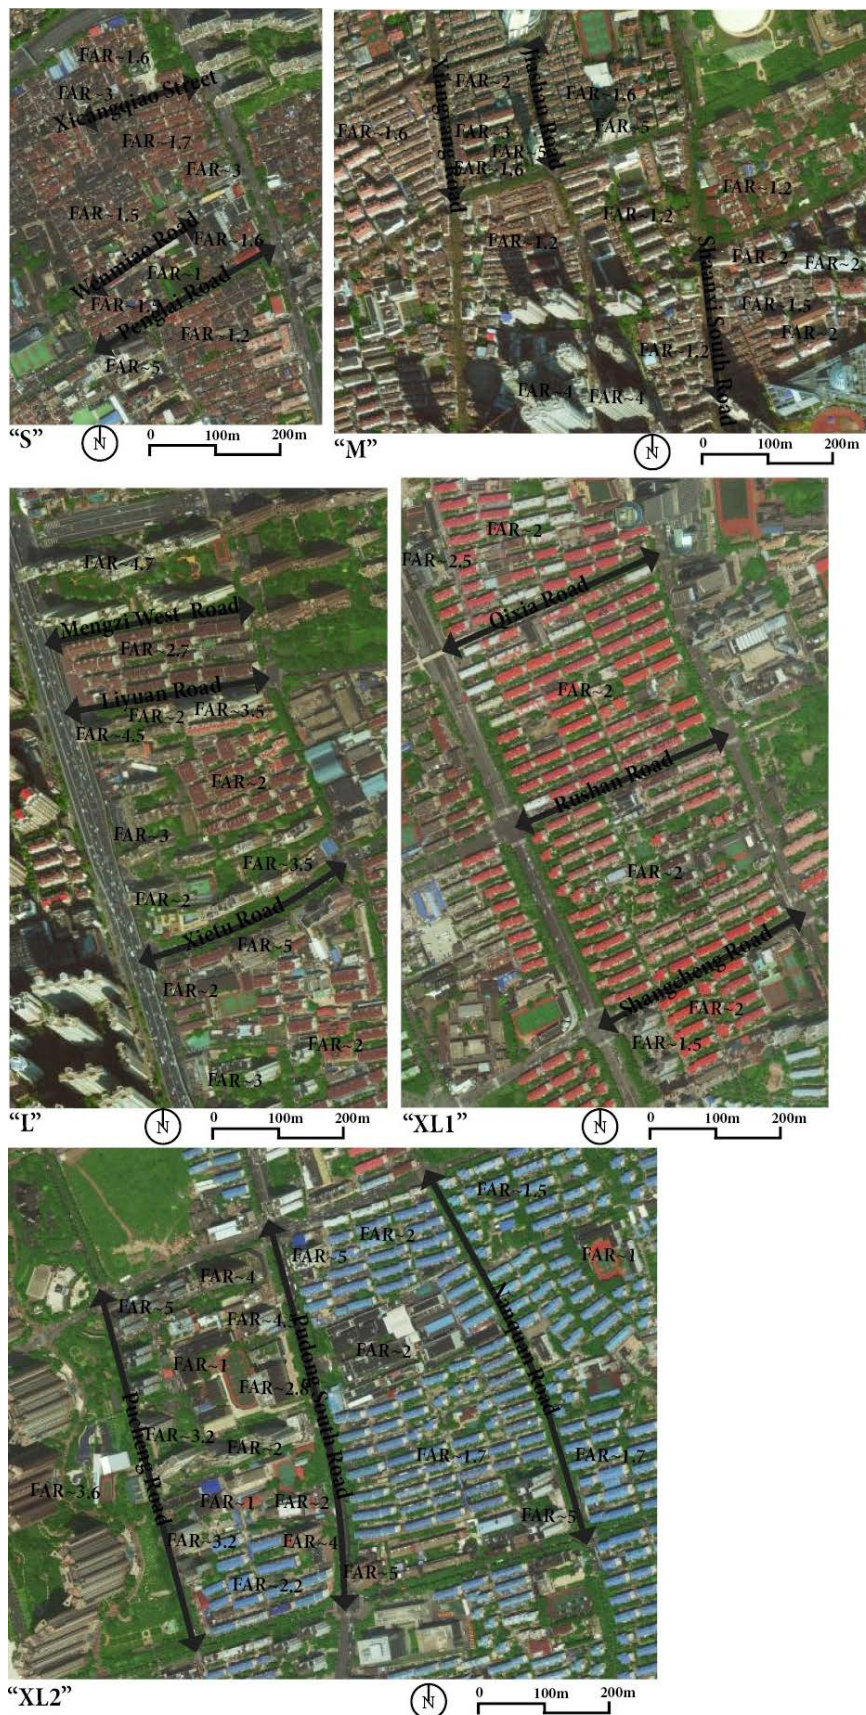 FAR~1.6
FAR~3
Xicangqiao Street
FAR~1.7
FAR~3
FAR~1.5
Wenmiao Road
FAR~1.6
FAR~1
FAR~1.5
Penglai Road
FAR~1.2
FAR~5
"S"
N
0 100m 200m
Xiangyang Road
Jiashan Road
FAR~2
FAR~1.6
FAR~1.6
FAR~3
FAR~5
FAR~5
FAR~1.6
FAR~1.2
FAR~1.2
FAR~1.2
Shaanxi South Road
FAR~2
FAR~2
FAR~1.5
FAR~2
FAR~1.2
FAR~4
FAR~4
"M"
N
0 100m 200m
FAR~4.7
Mengzi West Road
FAR~2.7
Liyuan Road
FAR~2
FAR~3.5
FAR~4.5
FAR~2
FAR~3
FAR~3.5
FAR~2
Xietu Road
FAR~5
FAR~2
FAR~2
FAR~3
"L"
N
0 100m 200m
FAR~2
FAR~2.5
Qixia Road
FAR~2
Rushan Road
FAR~2
Shangcheng Road
FAR~2
FAR~1.5
"XL1"
N
0 100m 200m
FAR~1.5
FAR~2
FAR~5
FAR~1
FAR~4
FAR~5
FAR~4.5
Pudong South Road
Nanquan Road
FAR~2
FAR~1
FAR~2.8
Pucheng Road
FAR~3.2
FAR~2
FAR~1.7
FAR~1.7
FAR~3.6
FAR~1
FAR~2
FAR~5
FAR~3.2
FAR~4
FAR~2.2
FAR~5
"XL2"
N
0 100m 200m